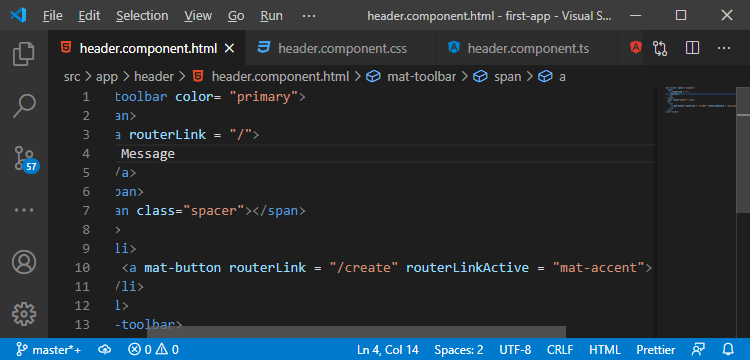 File Edit Selection View Go Run ... header.component.html - first-app - Visual S...
header.component.html × header.component.css header.component.ts
src > app > header > header.component.html > mat-toolbar > span > a
1 toolbar color= "primary">
2 an>
3 a routerLink = "/">
4 Message
5 /a>
6 pan>
7 an class="spacer"></span>
8 >
9 li>
10 <a mat-button routerLink = "/create" routerLinkActive = "mat-accent">
11 /li>
12 l>
13 -toolbar>
57
master*+ 0 0 Ln 4, Col 14 Spaces: 2 UTF-8 CRLF HTML Prettier